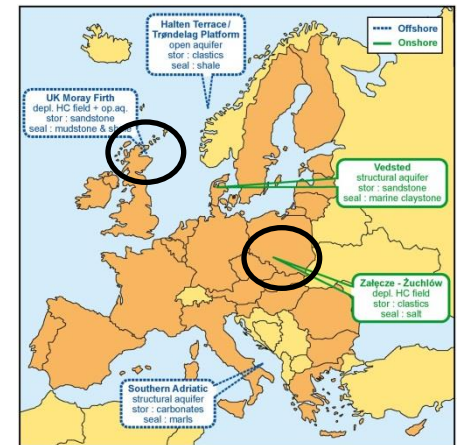 Halten Terrace /
Trøndelag Platform
open aquifer
stor : clastics
seal : shale
Offshore
Onshore
UK Moray Firth
depl. HC field + op.aq.
stor : sandstone
seal : mudstone &
Vedsted
structural aquifer
stor : sandstone
seal : marine claystone
Załęcze - Żuchlów
depl. HC field
stor : clastics
seal : salt
Southern Adriatic
structural aquifer
stor : carbonates
seal : marls